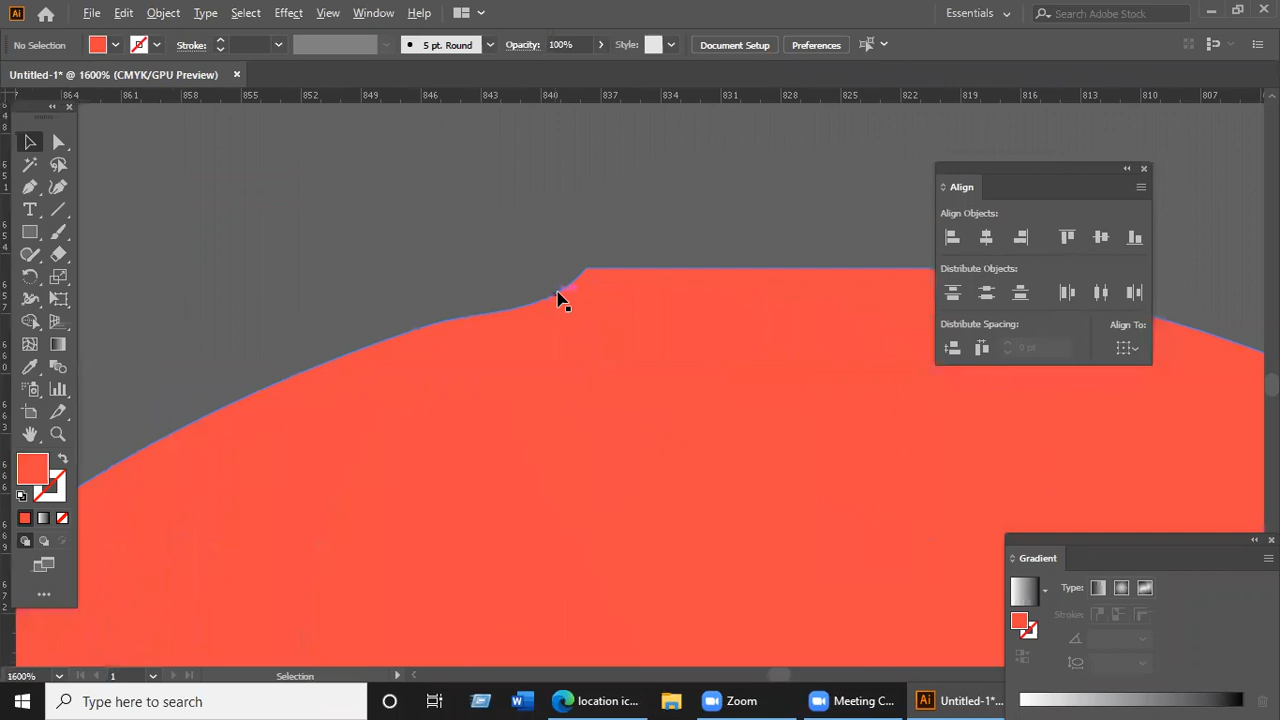 Ai File Edit Object Type Select Effect View Window Help Essentials Search Adobe Stock
No Selection Stroke: 5 pt. Round Opacity: 100% Style: Document Setup Preferences
Untitled-1* @ 1600% (CMYK/GPU Preview)
864 861 858 855 852 849 846 843 840 837 834 831 828 825 822 819 816 813 810 807
Align
Align Objects:
Distribute Objects:
Distribute Spacing: Align To:
0 pt
Gradient
Type:
Stroke:
1600% 1 Selection
Type here to search location ic... Zoom Meeting C... Untitled-1*...